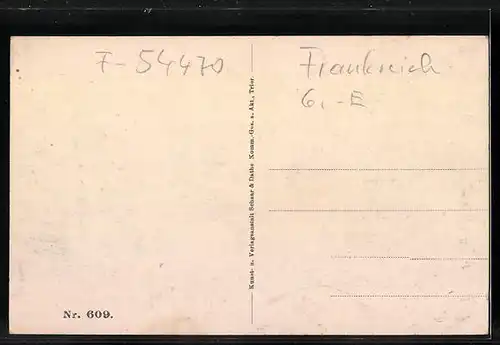 F-54470
Frankreich
6,-E
Kunst- u. Verlagsanstalt Schaar & Dathe Komm.-Ges. a. Akt., Trier.
Nr. 609.